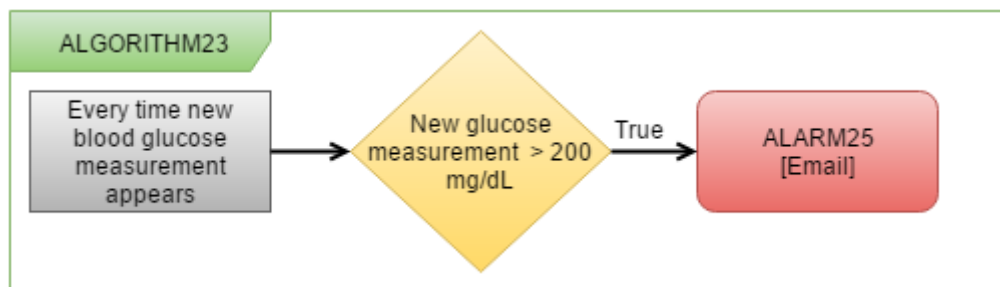 ALGORITHM23
Every time new
blood glucose
measurement
appears
New glucose
measurement > 200
mg/dL
True
ALARM25
[Email]